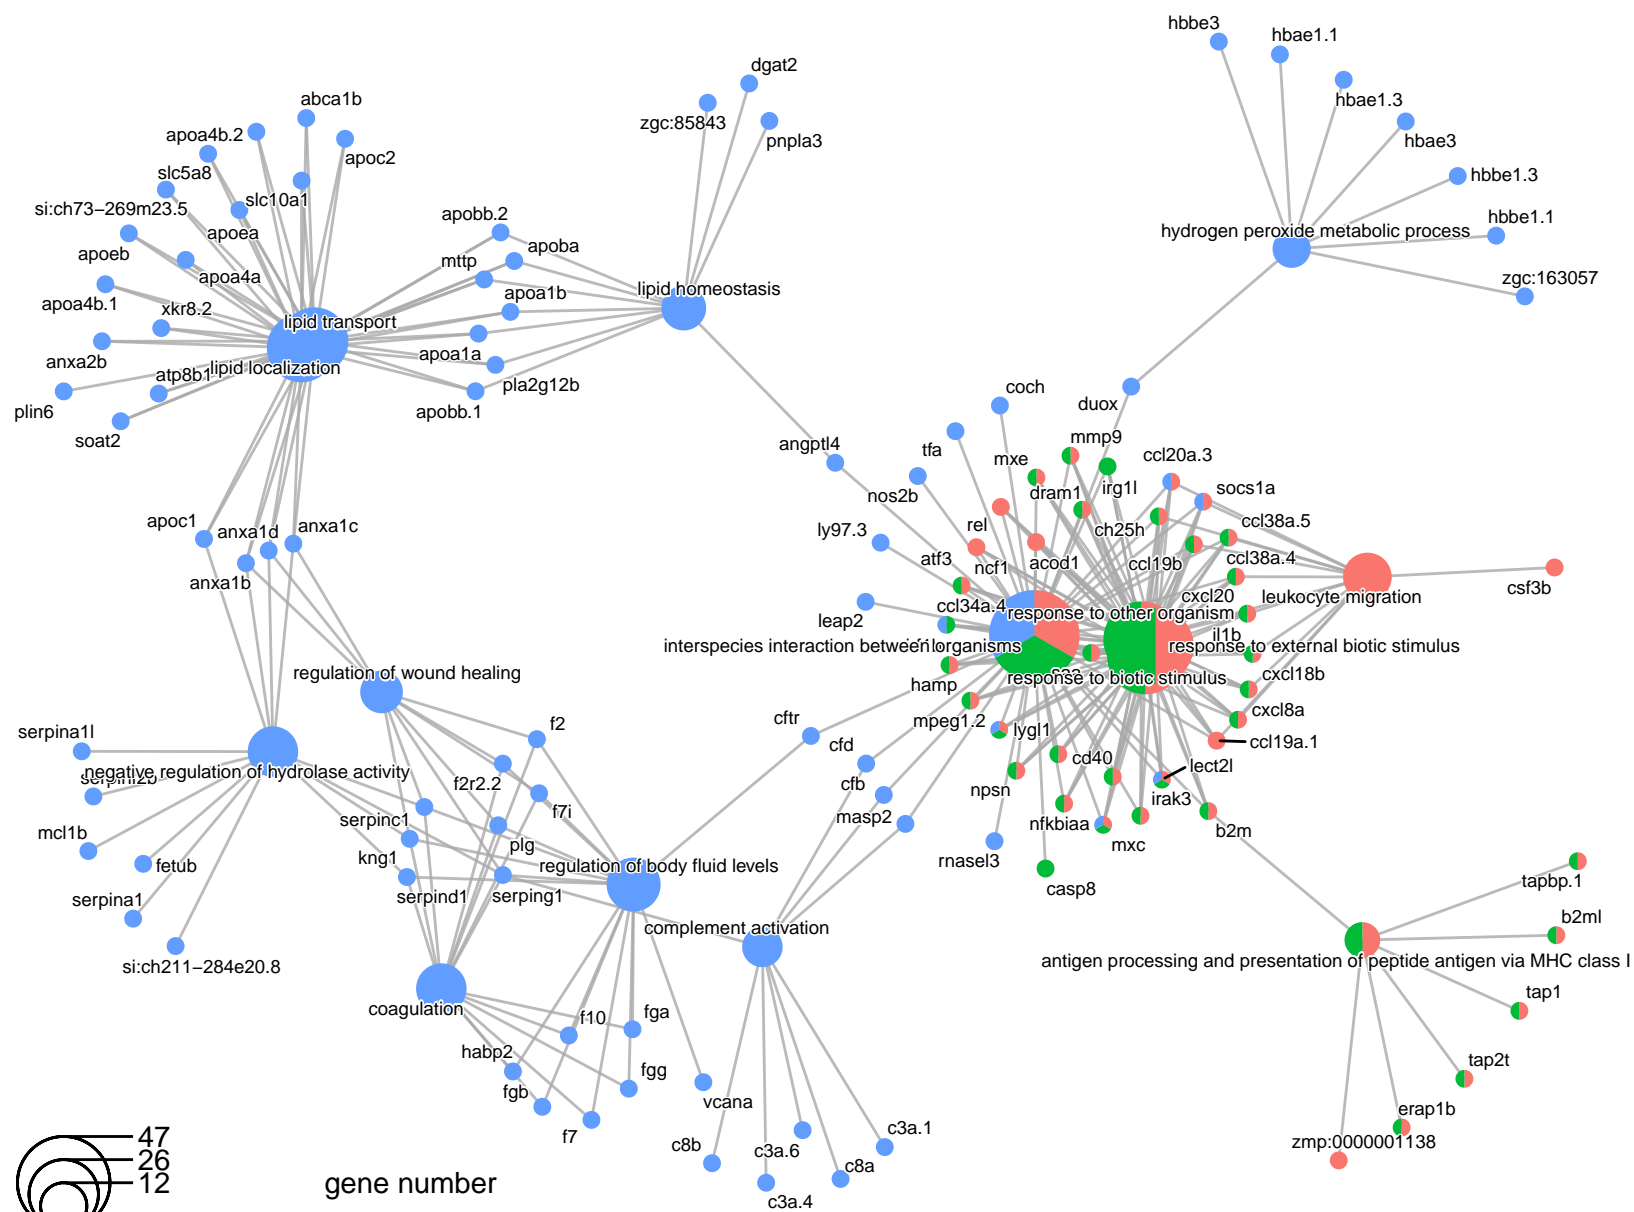 hbbe3
hbae1.1
dgat2
abca1b
hbae1.3
zgc:85843
apoa4b.2
pnpla3
hbae3
apoc2
slc5a8
hbbe1.3
slc10a1
si:ch73−269m23.5
apobb.2
hbbe1.1
apoea
hydrogen peroxide metabolic process
apoba
apoeb
mttp
apoa4a
zgc:163057
lipid homeostasis
apoa1b
apoa4b.1
xkr8.2
lipid transport
apoa1a
anxa2b
lipid localization
atp8b1
pla2g12b
coch
duox
plin6
apobb.1
mmp9
soat2
angptl4
tfa
ccl20a.3
mxe
irg1l
socs1a
dram1
nos2b
apoc1
anxa1d
anxa1c
ly97.3
rel
ch25h
ccl38a.5
atf3
ncf1
acod1
ccl19b
ccl38a.4
anxa1b
csf3b
cxcl20
leukocyte migration
ccl34a.4
response to other organism
leap2
il1b
interspecies interaction between organisms
response to external biotic stimulus
regulation of wound healing
cxcl18b
response to biotic stimulus
hamp
cxcl8a
serpina1l
f2
cftr
mpeg1.2
lygl1
ccl19a.1
negative regulation of hydrolase activity
cfd
cd40
lect2l
f2r2.2
cfb
npsn
irak3
f7i
serpinc1
masp2
nfkbiaa
mcl1b
b2m
mxc
plg
kng1
rnasel3
fetub
regulation of body fluid levels
casp8
tapbp.1
serpina1
serpind1
serping1
b2ml
complement activation
si:ch211−284e20.8
antigen processing and presentation of peptide antigen via MHC class I
tap1
coagulation
f10
fga
habp2
tap2t
fgg
fgb
vcana
erap1b
47
f7
c3a.1
zmp:0000001138
c8b
c3a.6
26
c8a
12
gene number
c3a.4